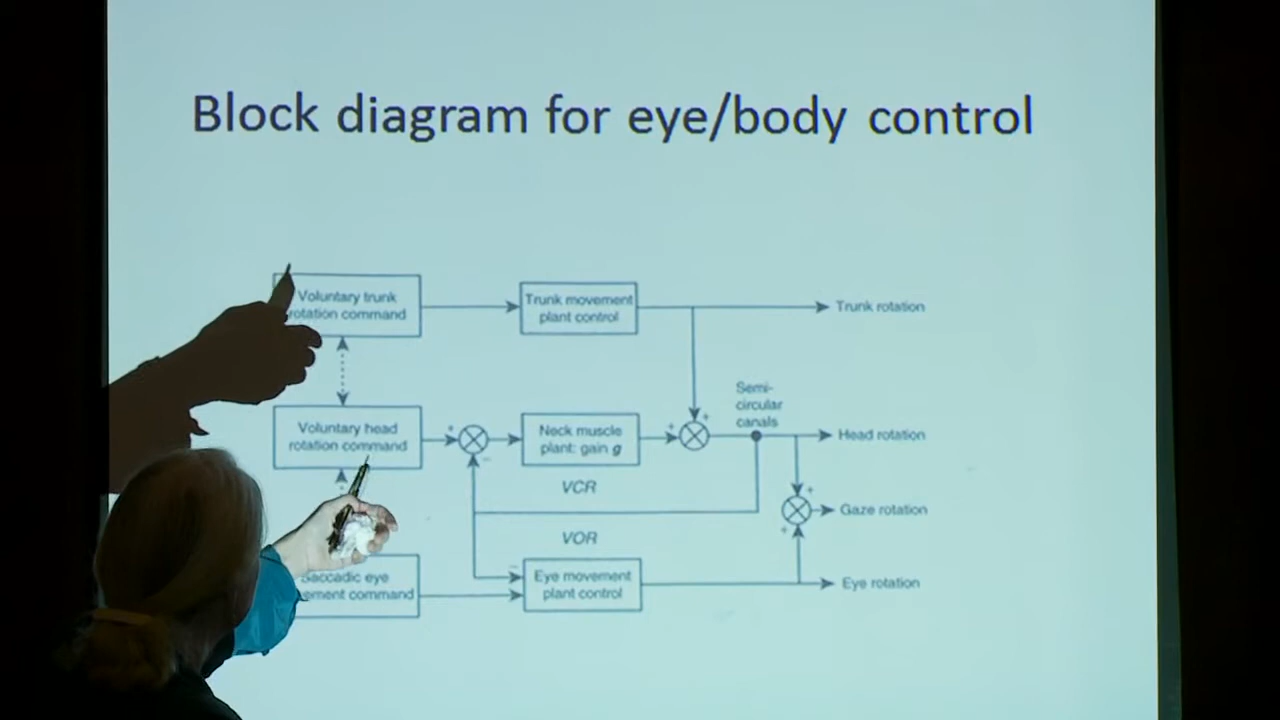 Block diagram for eye/body control
Voluntary trunk
rotation command
Trunk movement
plant control
Trunk rotation
Semi-
circular
canals
Voluntary head
rotation command
+
−
Neck muscle
plant: gain g
+
+
Head rotation
VCR
+
+
Gaze rotation
VOR
−
Saccadic eye
command
Eye movement
plant control
Eye rotation